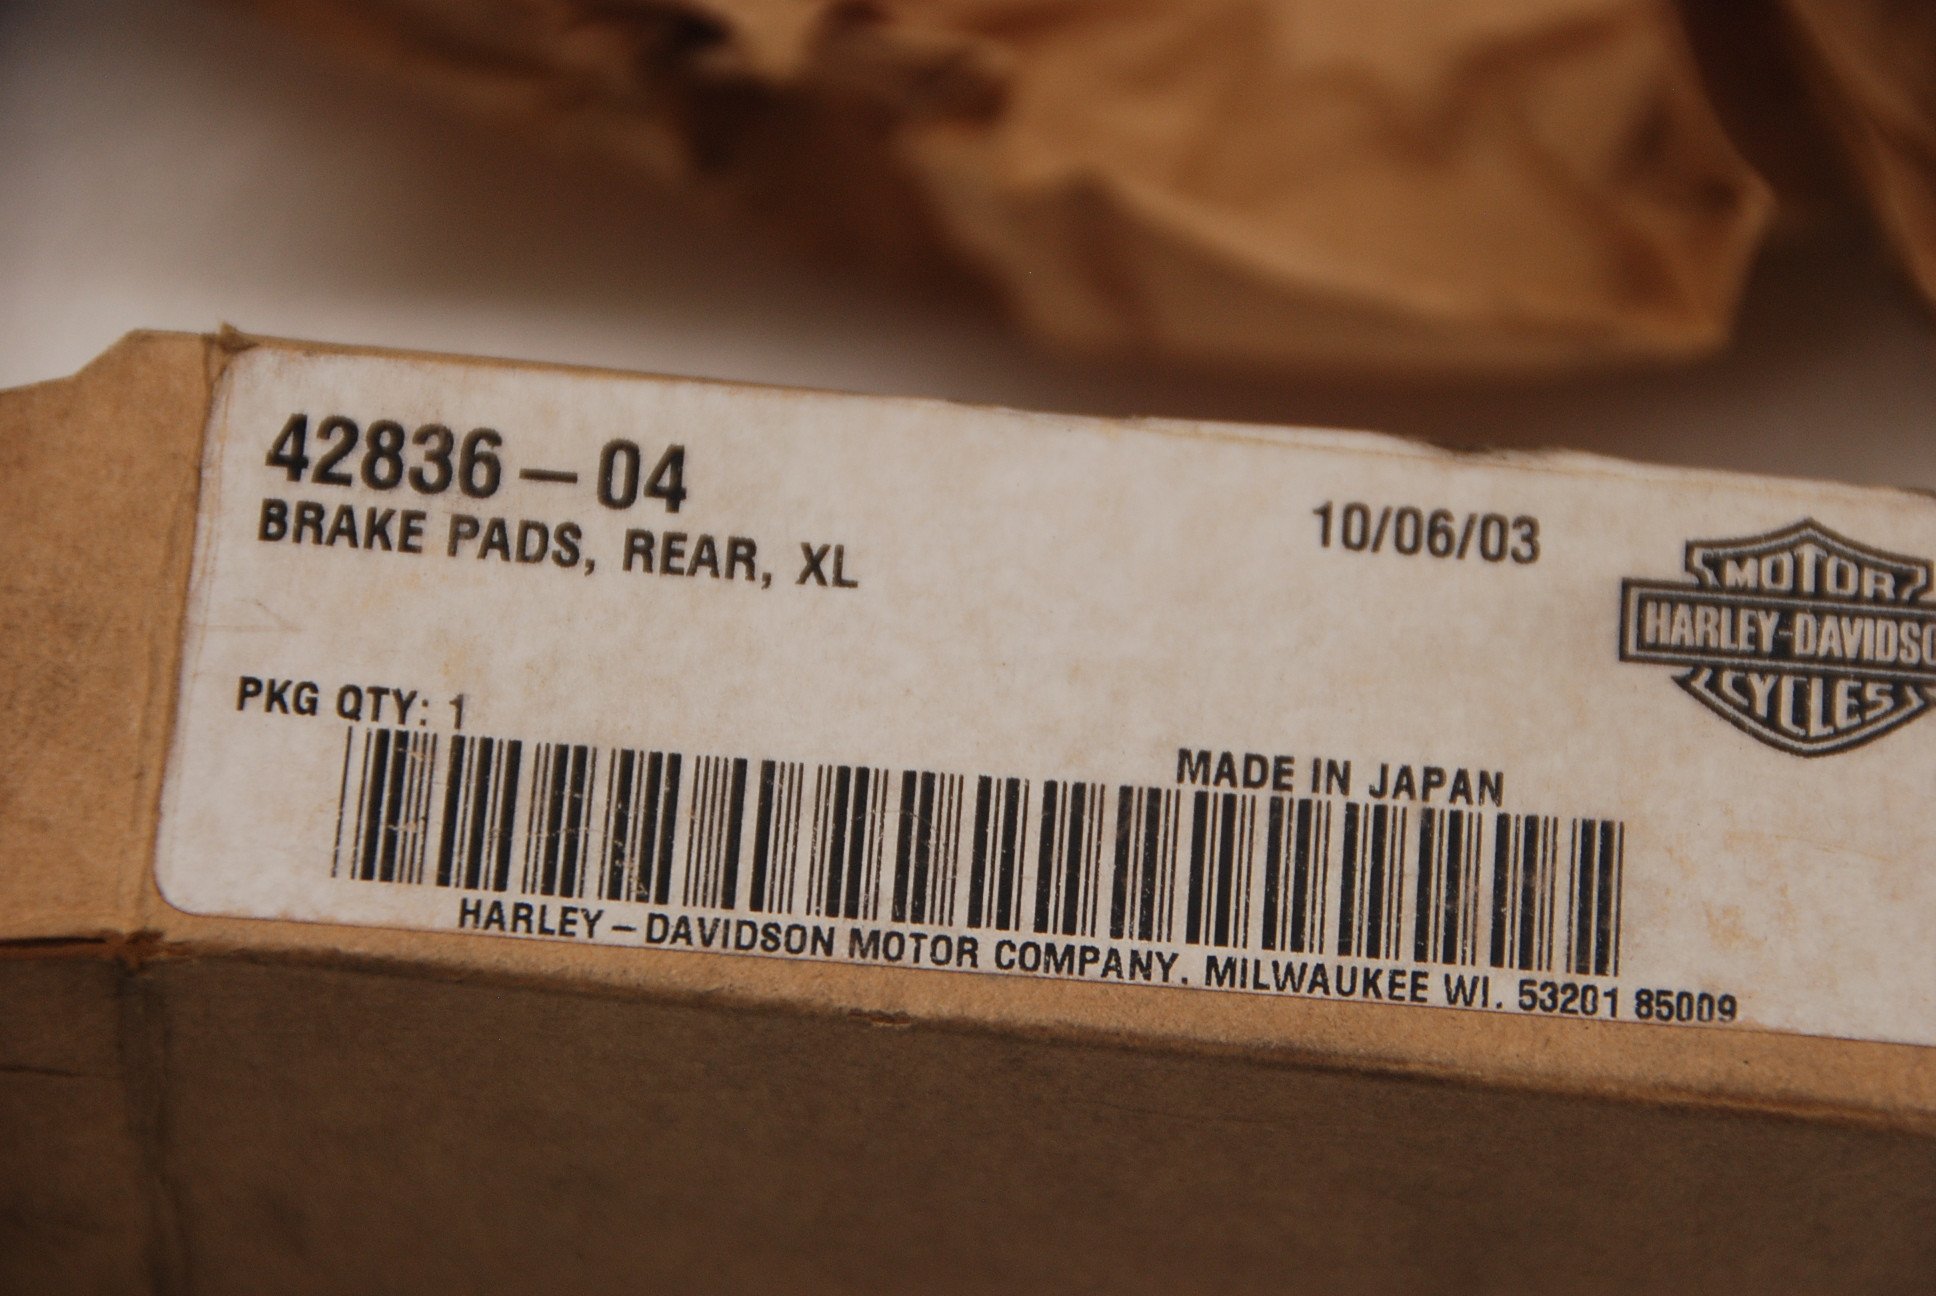 42836-04
BRAKE PADS, REAR, XL
10/06/03
MOTOR
HARLEY-DAVIDSO
CYCLES
PKG QTY: 1
MADE IN JAPAN
HARLEY-DAVIDSON MOTOR COMPANY. MILWAUKEE WI. 53201 85009